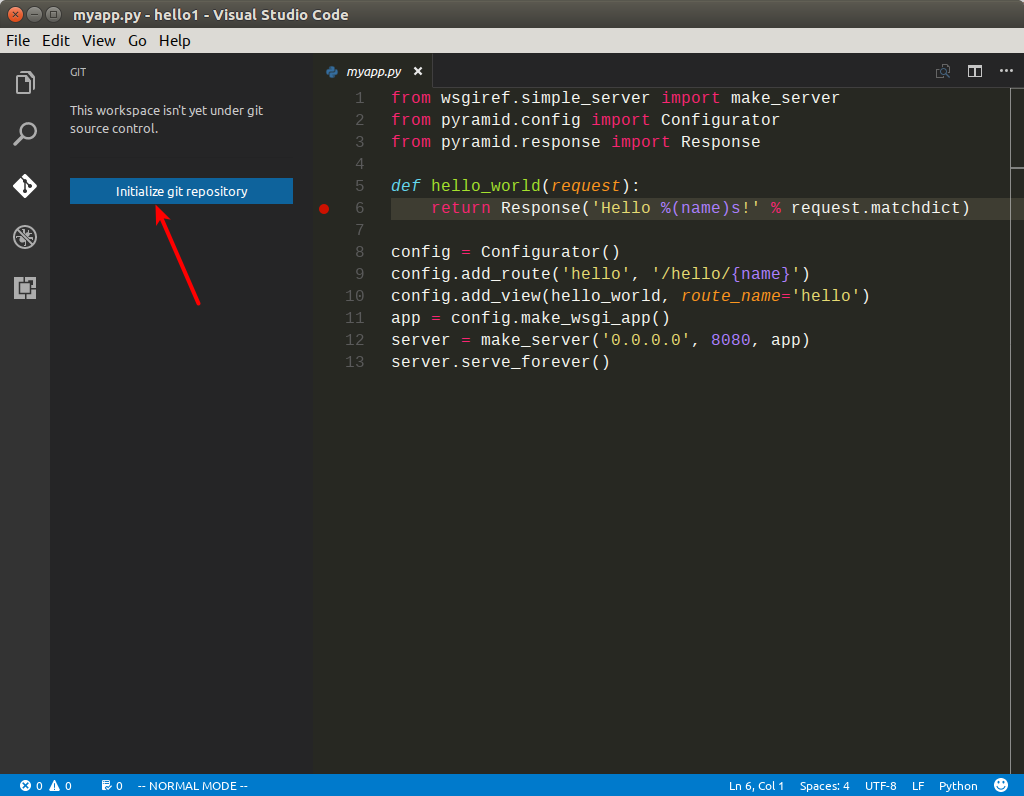 myapp.py - hello1 - Visual Studio Code
File Edit View Go Help
GIT
This workspace isn't yet under git
source control.
Initialize git repository
myapp.py
1 from wsgiref.simple_server import make_server
2 from pyramid.config import Configurator
3 from pyramid.response import Response
4
5 def hello_world(request):
6     return Response('Hello %(name)s!' % request.matchdict)
7
8 config = Configurator()
9 config.add_route('hello', '/hello/{name}')
10 config.add_view(hello_world, route_name='hello')
11 app = config.make_wsgi_app()
12 server = make_server('0.0.0.0', 8080, app)
13 server.serve_forever()
0 0 0 -- NORMAL MODE -- Ln 6, Col 1 Spaces: 4 UTF-8 LF Python